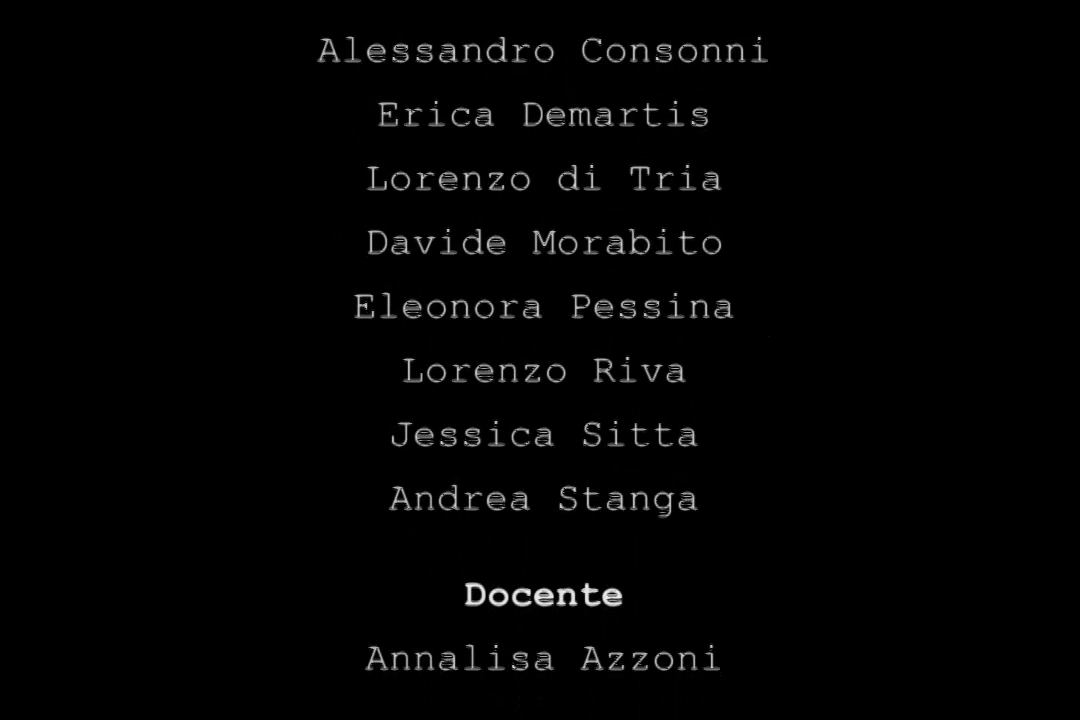 Alessandro Consonni
Erica Demartis
Lorenzo di Tria
Davide Morabito
Eleonora Pessina
Lorenzo Riva
Jessica Sitta
Andrea Stanga
Docente
Annalisa Azzoni